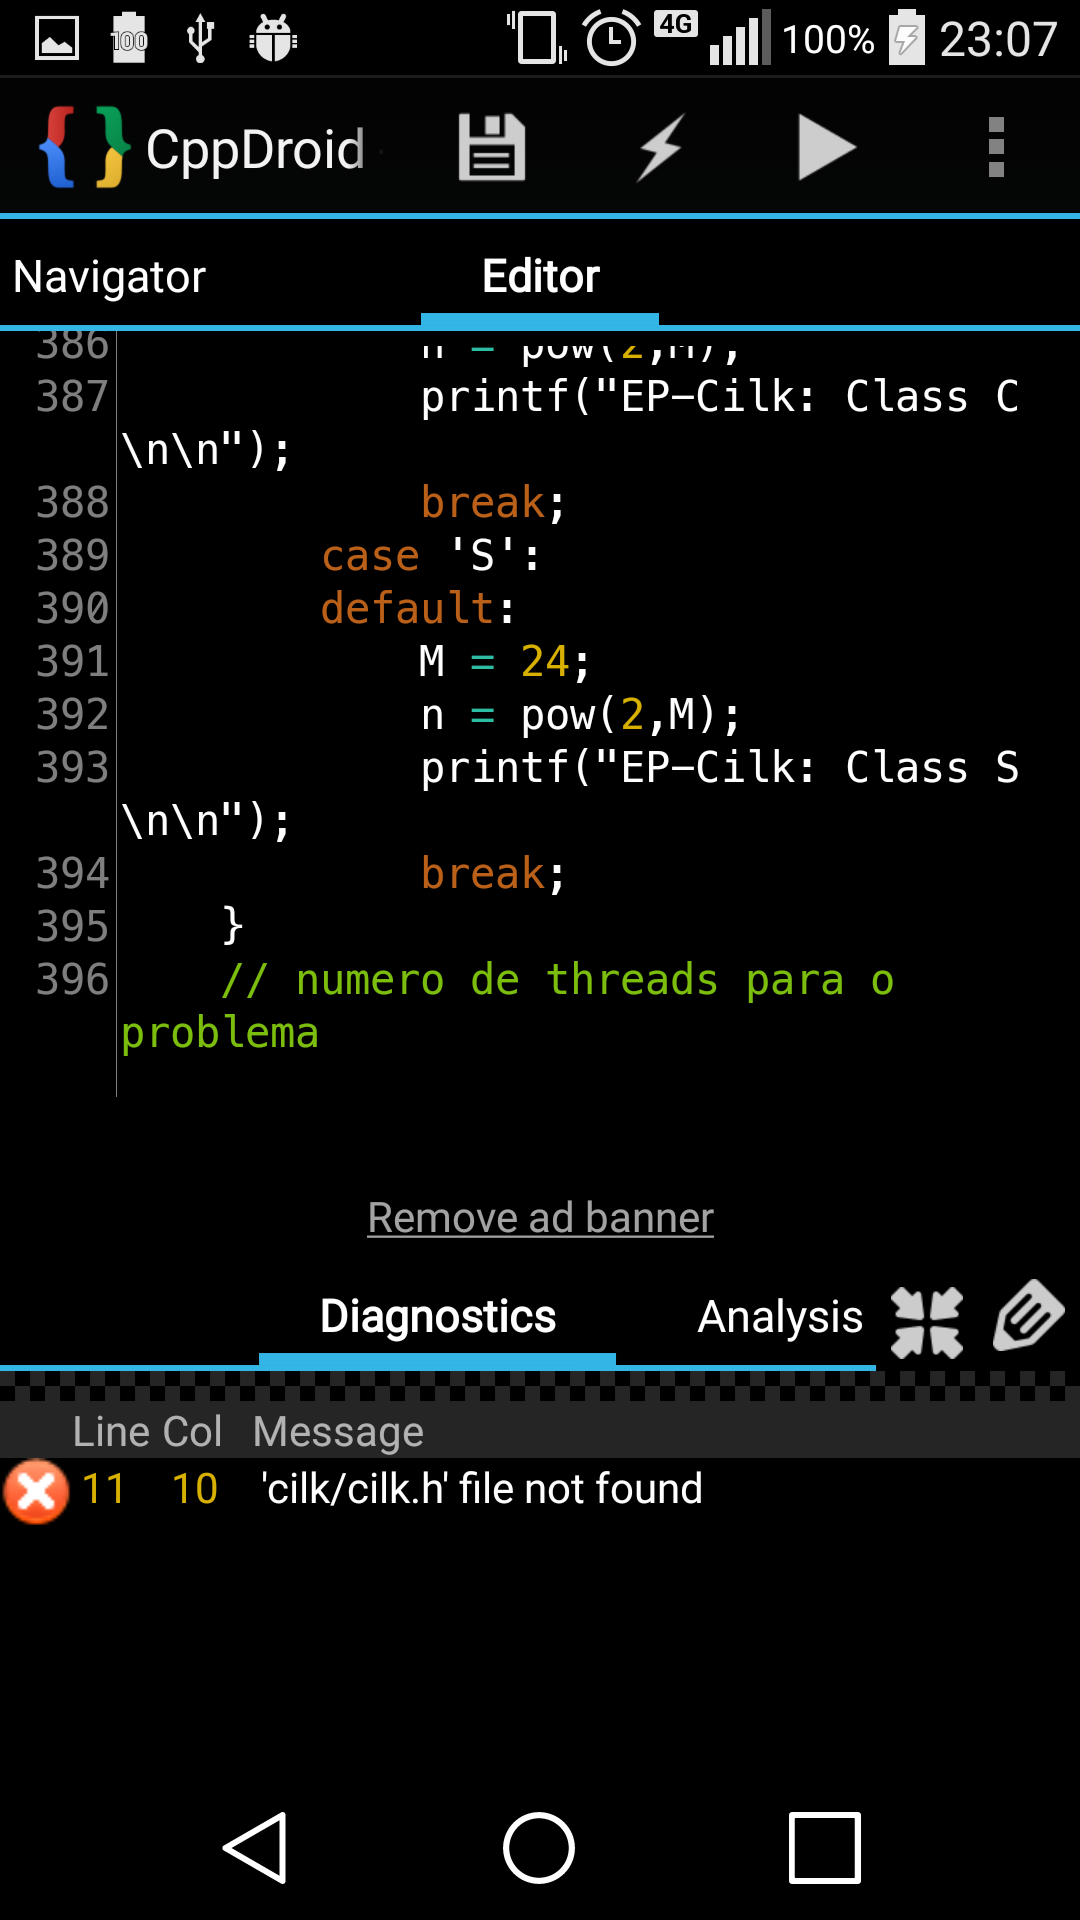 100 4G 100% 23:07
CppDroid
Navigator Editor
386 n = pow(2,M);
387 printf("EP-Cilk: Class C
\n\n");
388 break;
389 case 'S':
390 default:
391 M = 24;
392 n = pow(2,M);
393 printf("EP-Cilk: Class S
\n\n");
394 break;
395 }
396 // numero de threads para o
problema
Remove ad banner
Diagnostics Analysis
Line Col Message
11 10 'cilk/cilk.h' file not found